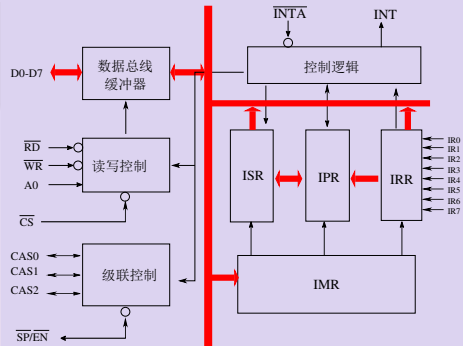 INTA
INT
D0-D7
数据总线
缓冲器
控制逻辑
RD
WR
A0
读写控制
CS
ISR
IPR
IRR
IR0
IR1
IR2
IR3
IR4
IR5
IR6
IR7
CAS0
CAS1
CAS2
级联控制
IMR
SP/EN